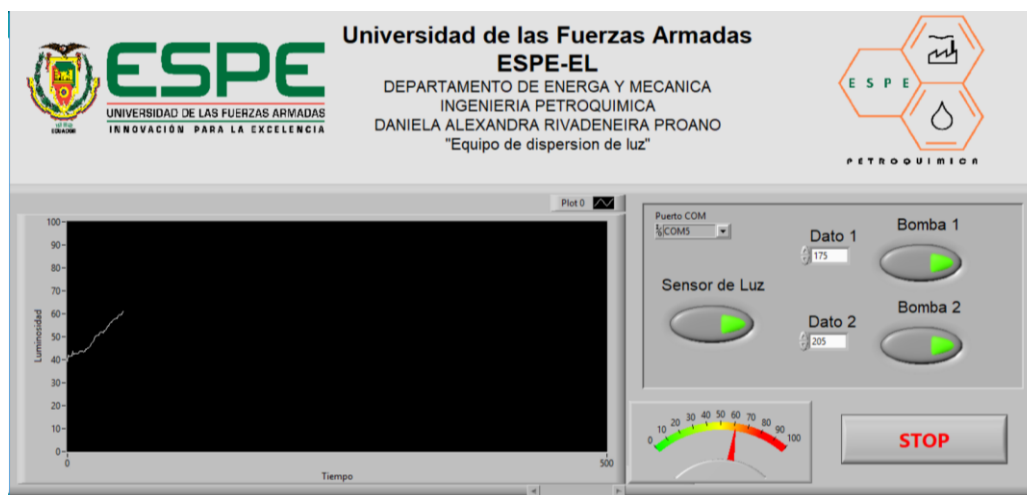 ESPE
UNIVERSIDAD DE LAS FUERZAS ARMADAS
INNOVACIÓN PARA LA EXCELENCIA
ECUADOR
Universidad de las Fuerzas Armadas
ESPE-EL
DEPARTAMENTO DE ENERGA Y MECANICA
INGENIERIA PETROQUIMICA
DANIELA ALEXANDRA RIVADENEIRA PROANO
"Equipo de dispersion de luz"
ESPE
PETROQUIMICA
Plot 0
100
90
80
70
60
50
40
30
20
10
0
Luminosidad
0
500
Tiempo
Puerto COM
COM5
Sensor de Luz
Dato 1
175
Bomba 1
Dato 2
205
Bomba 2
0 10 20 30 40 50 60 70 80 90 100
STOP